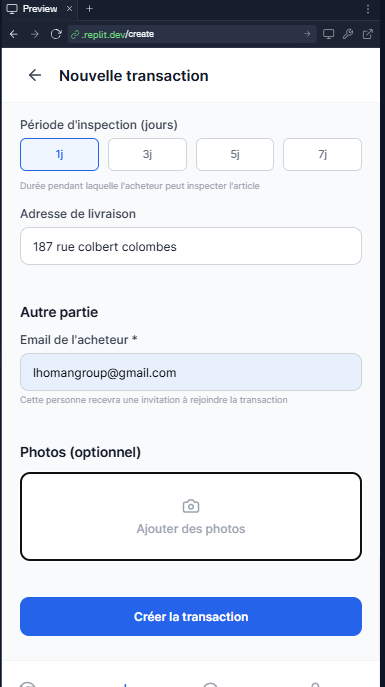 Preview
.replit.dev/create
Nouvelle transaction
Période d'inspection (jours)
1j 3j 5j 7j
Durée pendant laquelle l'acheteur peut inspecter l'article
Adresse de livraison
187 rue colbert colombes
Autre partie
Email de l'acheteur *
lhomangroup@gmail.com
Cette personne recevra une invitation à rejoindre la transaction
Photos (optionnel)
Ajouter des photos
Créer la transaction